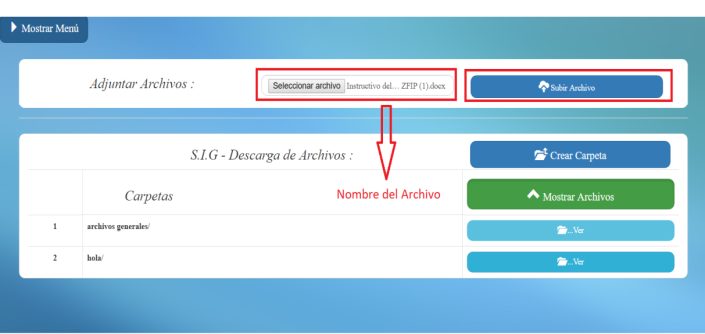 Mostrar Menú
Adjuntar Archivos :
Seleccionar archivo Instructivo del… ZFIP (1).docx
Subir Archivo
S.I.G - Descarga de Archivos :
Crear Carpeta
Carpetas
Nombre del Archivo
Mostrar Archivos
1 archivos generales/ ...Ver
2 hola/ ...Ver